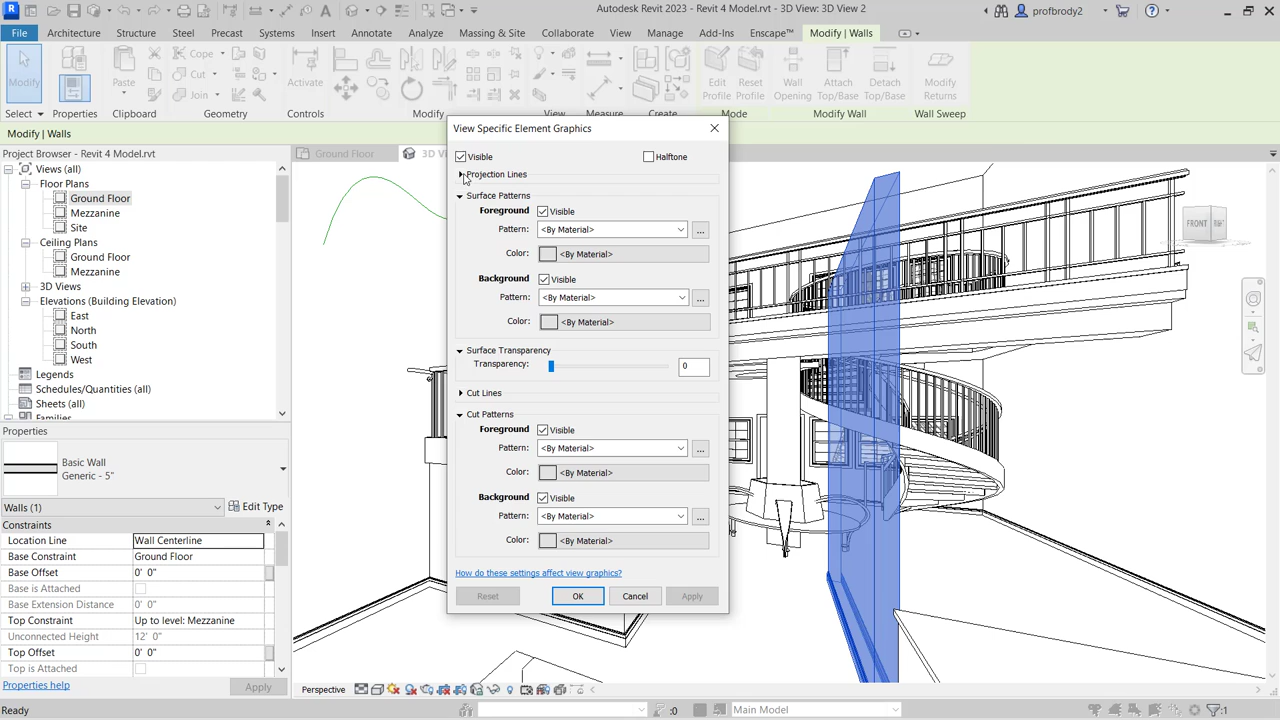 Autodesk Revit 2023 - Revit 4 Model.rvt - 3D View: 3D View 2
profbrody2
File Architecture Structure Steel Precast Systems Insert Annotate Analyze Massing & Site Collaborate View Manage Add-Ins Enscape™ Modify | Walls
Modify
Paste
Cope
Cut
Join
Activate
Edit Profile
Reset Profile
Wall Opening
Attach Top/Base
Detach Top/Base
Modify Returns
Select Properties Clipboard Geometry Controls Modify View Measure Create Mode Modify Wall Wall Sweep
Modify | Walls
Project Browser - Revit 4 Model.rvt
Views (all)
Floor Plans
Ground Floor
Mezzanine
Site
Ceiling Plans
Ground Floor
Mezzanine
3D Views
Elevations (Building Elevation)
East
North
South
West
Legends
Schedules/Quantities (all)
Sheets (all)
Families
Properties
Basic Wall
Generic - 5"
Walls (1)
Edit Type
Constraints
Location Line Wall Centerline
Base Constraint Ground Floor
Base Offset 0' 0"
Base is Attached
Base Extension Distance 0' 0"
Top Constraint Up to level: Mezzanine
Unconnected Height 12' 0"
Top Offset 0' 0"
Top is Attached
Properties help
Apply
Ready
Ground Floor
3D V
View Specific Element Graphics
Visible
Halftone
Projection Lines
Surface Patterns
Foreground Visible
Pattern: <By Material> ...
Color: <By Material>
Background Visible
Pattern: <By Material> ...
Color: <By Material>
Surface Transparency
Transparency: 0
Cut Lines
Cut Patterns
Foreground Visible
Pattern: <By Material> ...
Color: <By Material>
Background Visible
Pattern: <By Material> ...
Color: <By Material>
How do these settings affect view graphics?
Reset OK Cancel Apply
FRONT
Perspective
:0
Main Model
:1